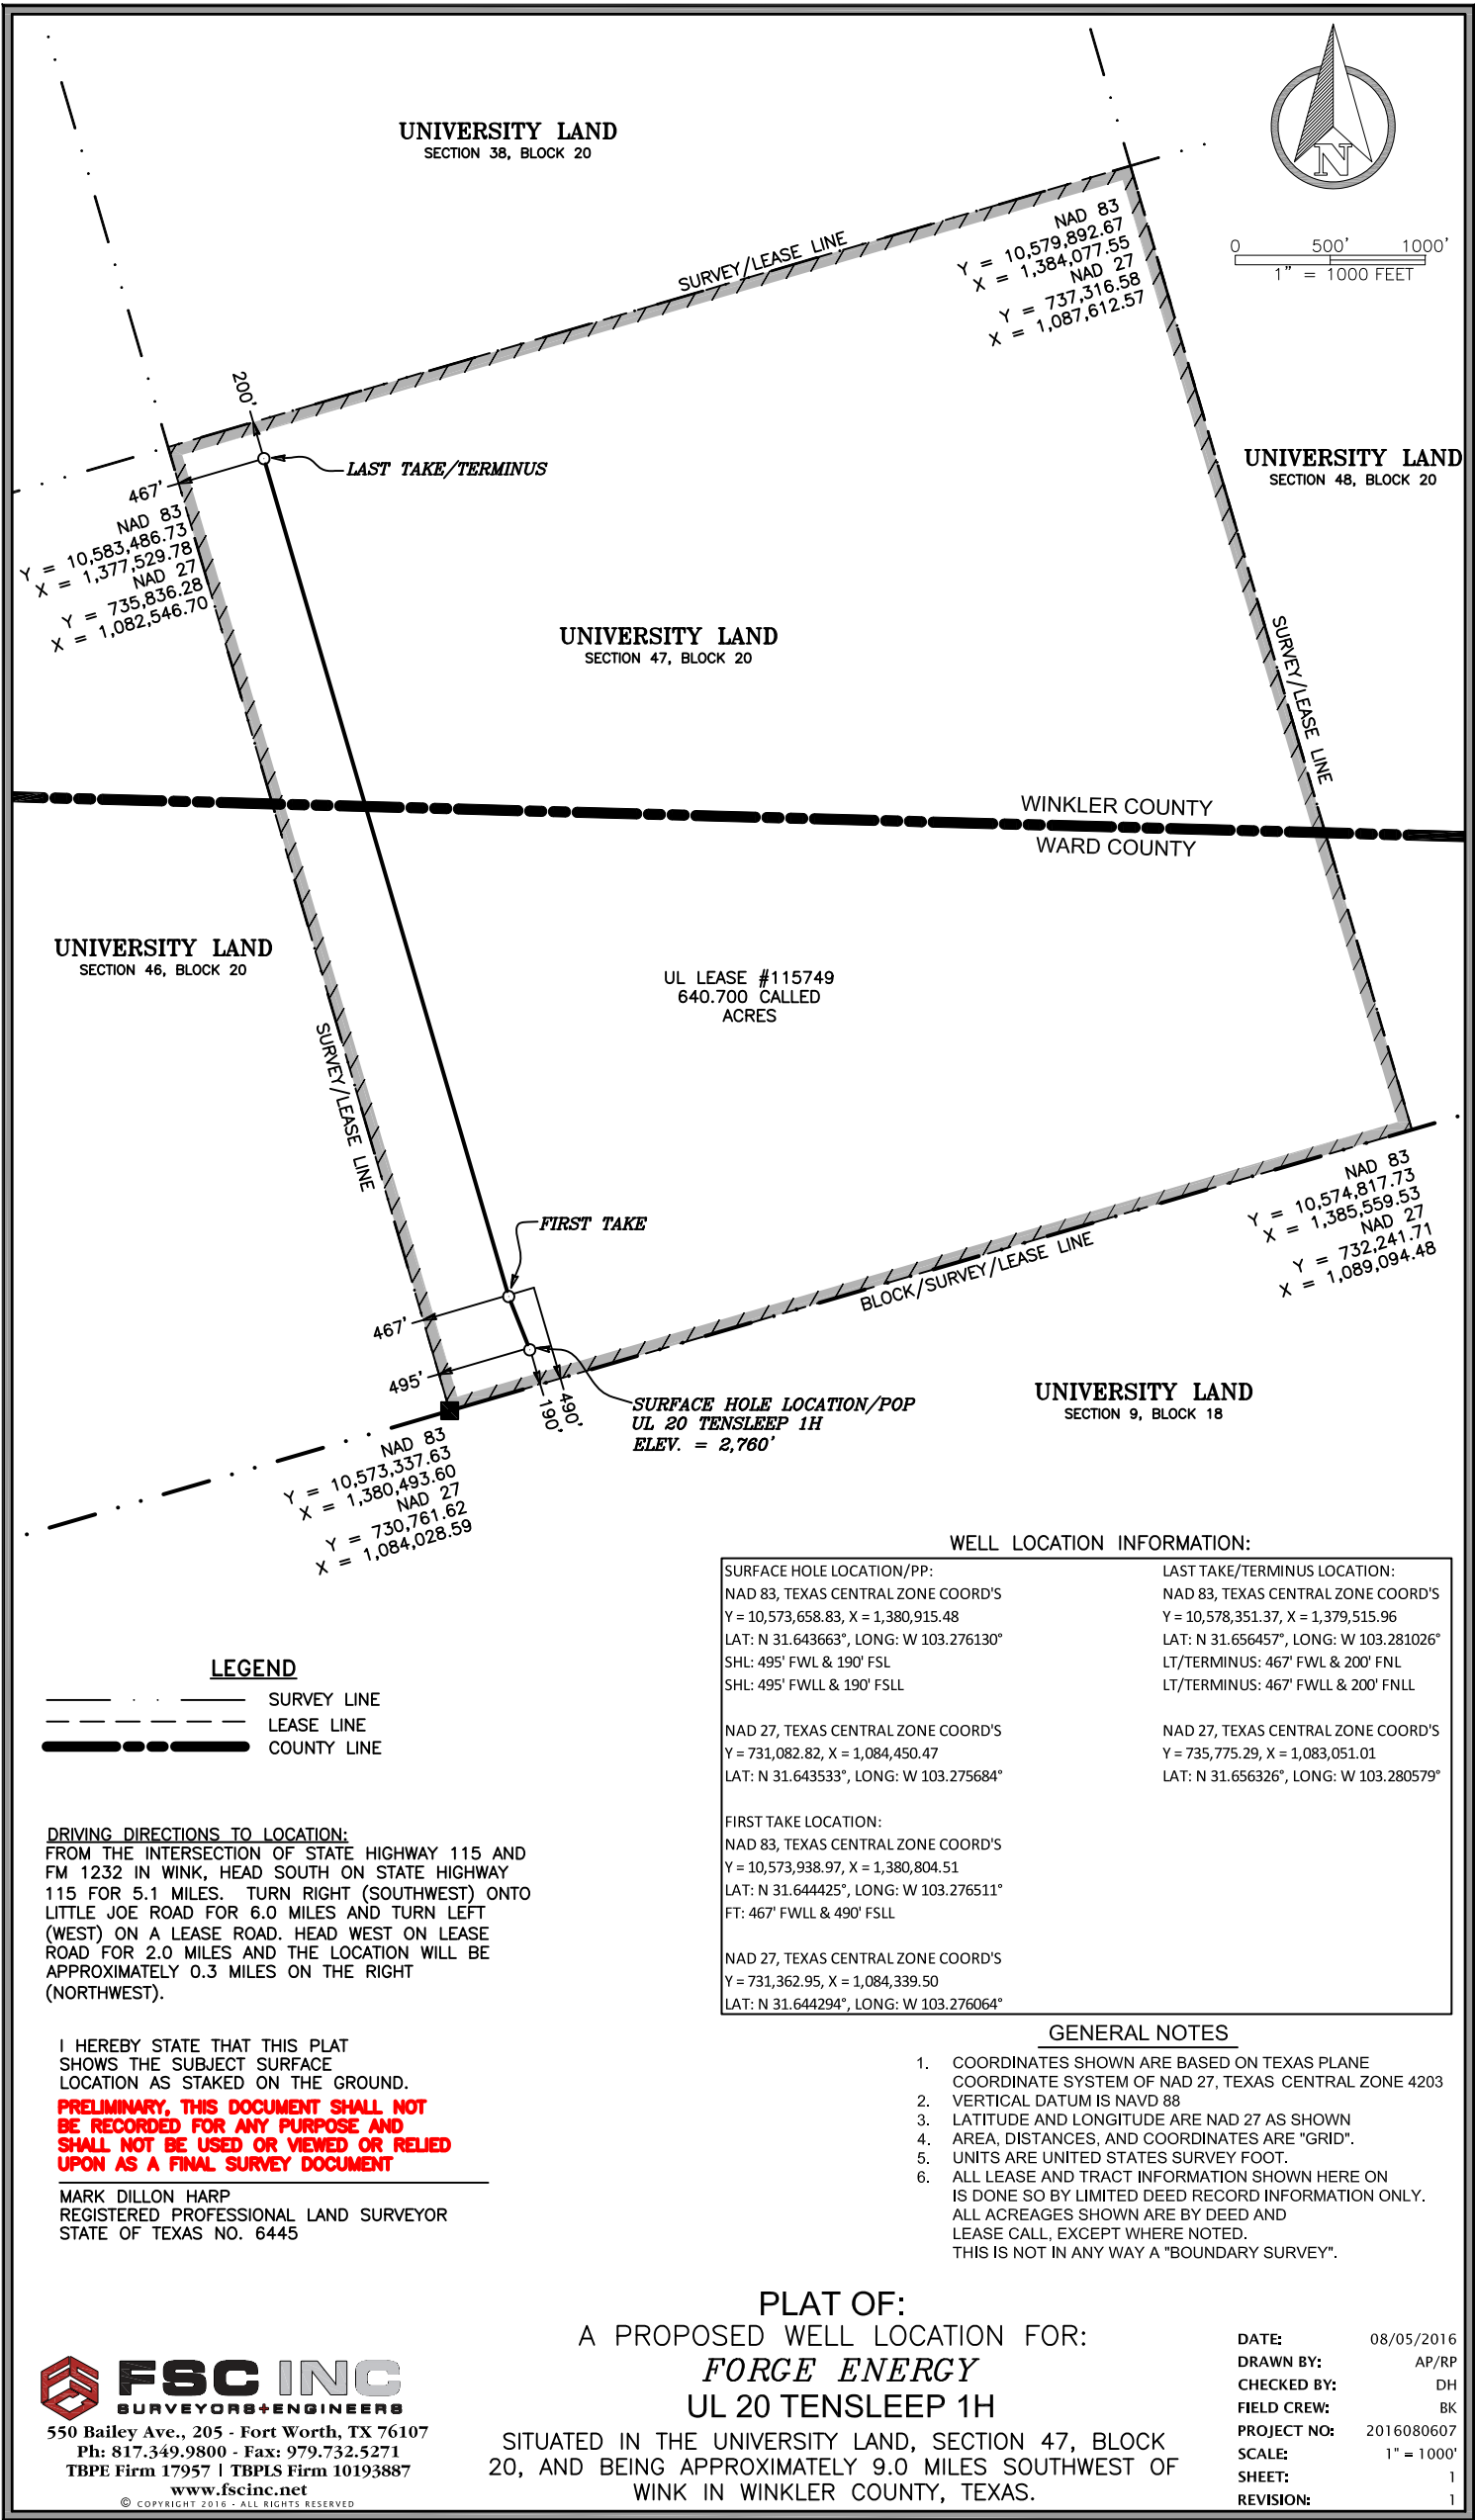 UNIVERSITY LAND
SECTION 38, BLOCK 20
N
0 500' 1000'
1" = 1000 FEET
SURVEY/LEASE LINE
NAD 83
Y = 10,579,892.67
X = 1,384,077.55
NAD 27
Y = 737,316.58
X = 1,087,612.57
200'
LAST TAKE/TERMINUS
467'
NAD 83
Y = 10,583,486.73
X = 1,377,529.78
NAD 27
Y = 735,836.28
X = 1,082,546.70
UNIVERSITY LAND
SECTION 48, BLOCK 20
UNIVERSITY LAND
SECTION 47, BLOCK 20
SURVEY/LEASE LINE
WINKLER COUNTY
WARD COUNTY
UNIVERSITY LAND
SECTION 46, BLOCK 20
UL LEASE #115749
640.700 CALLED
ACRES
SURVEY/LEASE LINE
FIRST TAKE
NAD 83
Y = 10,574,817.73
X = 1,385,559.53
NAD 27
Y = 732,241.71
X = 1,089,094.48
BLOCK/SURVEY/LEASE LINE
467'
495'
190'
490'
SURFACE HOLE LOCATION/POP
UL 20 TENSLEEP 1H
ELEV. = 2,760'
UNIVERSITY LAND
SECTION 9, BLOCK 18
NAD 83
Y = 10,573,337.63
X = 1,380,493.60
NAD 27
Y = 730,761.62
X = 1,084,028.59
WELL LOCATION INFORMATION:
SURFACE HOLE LOCATION/PP:
NAD 83, TEXAS CENTRAL ZONE COORD'S
Y = 10,573,658.83, X = 1,380,915.48
LAT: N 31.643663°, LONG: W 103.276130°
SHL: 495' FWL & 190' FSL
SHL: 495' FWLL & 190' FSLL
NAD 27, TEXAS CENTRAL ZONE COORD'S
Y = 731,082.82, X = 1,084,450.47
LAT: N 31.643533°, LONG: W 103.275684°
FIRST TAKE LOCATION:
NAD 83, TEXAS CENTRAL ZONE COORD'S
Y = 10,573,938.97, X = 1,380,804.51
LAT: N 31.644425°, LONG: W 103.276511°
FT: 467' FWLL & 490' FSLL
NAD 27, TEXAS CENTRAL ZONE COORD'S
Y = 731,362.95, X = 1,084,339.50
LAT: N 31.644294°, LONG: W 103.276064°
LAST TAKE/TERMINUS LOCATION:
NAD 83, TEXAS CENTRAL ZONE COORD'S
Y = 10,578,351.37, X = 1,379,515.96
LAT: N 31.656457°, LONG: W 103.281026°
LT/TERMINUS: 467' FWL & 200' FNL
LT/TERMINUS: 467' FWLL & 200' FNLL
NAD 27, TEXAS CENTRAL ZONE COORD'S
Y = 735,775.29, X = 1,083,051.01
LAT: N 31.656326°, LONG: W 103.280579°
LEGEND
SURVEY LINE
LEASE LINE
COUNTY LINE
DRIVING DIRECTIONS TO LOCATION:
FROM THE INTERSECTION OF STATE HIGHWAY 115 AND
FM 1232 IN WINK, HEAD SOUTH ON STATE HIGHWAY
115 FOR 5.1 MILES. TURN RIGHT (SOUTHWEST) ONTO
LITTLE JOE ROAD FOR 6.0 MILES AND TURN LEFT
(WEST) ON A LEASE ROAD. HEAD WEST ON LEASE
ROAD FOR 2.0 MILES AND THE LOCATION WILL BE
APPROXIMATELY 0.3 MILES ON THE RIGHT
(NORTHWEST).
I HEREBY STATE THAT THIS PLAT
SHOWS THE SUBJECT SURFACE
LOCATION AS STAKED ON THE GROUND.
PRELIMINARY, THIS DOCUMENT SHALL NOT
BE RECORDED FOR ANY PURPOSE AND
SHALL NOT BE USED OR VIEWED OR RELIED
UPON AS A FINAL SURVEY DOCUMENT
MARK DILLON HARP
REGISTERED PROFESSIONAL LAND SURVEYOR
STATE OF TEXAS NO. 6445
GENERAL NOTES
1. COORDINATES SHOWN ARE BASED ON TEXAS PLANE
COORDINATE SYSTEM OF NAD 27, TEXAS CENTRAL ZONE 4203
2. VERTICAL DATUM IS NAVD 88
3. LATITUDE AND LONGITUDE ARE NAD 27 AS SHOWN
4. AREA, DISTANCES, AND COORDINATES ARE "GRID".
5. UNITS ARE UNITED STATES SURVEY FOOT.
6. ALL LEASE AND TRACT INFORMATION SHOWN HERE ON
IS DONE SO BY LIMITED DEED RECORD INFORMATION ONLY.
ALL ACREAGES SHOWN ARE BY DEED AND
LEASE CALL, EXCEPT WHERE NOTED.
THIS IS NOT IN ANY WAY A "BOUNDARY SURVEY".
PLAT OF:
A PROPOSED WELL LOCATION FOR:
FORGE ENERGY
UL 20 TENSLEEP 1H
SITUATED IN THE UNIVERSITY LAND, SECTION 47, BLOCK
20, AND BEING APPROXIMATELY 9.0 MILES SOUTHWEST OF
WINK IN WINKLER COUNTY, TEXAS.
FSC INC
SURVEYORS+ENGINEERS
550 Bailey Ave., 205 - Fort Worth, TX 76107
Ph: 817.349.9800 - Fax: 979.732.5271
TBPE Firm 17957 | TBPLS Firm 10193887
www.fscinc.net
© COPYRIGHT 2016 - ALL RIGHTS RESERVED
DATE: 08/05/2016
DRAWN BY: AP/RP
CHECKED BY: DH
FIELD CREW: BK
PROJECT NO: 2016080607
SCALE: 1" = 1000'
SHEET: 1
REVISION: 1